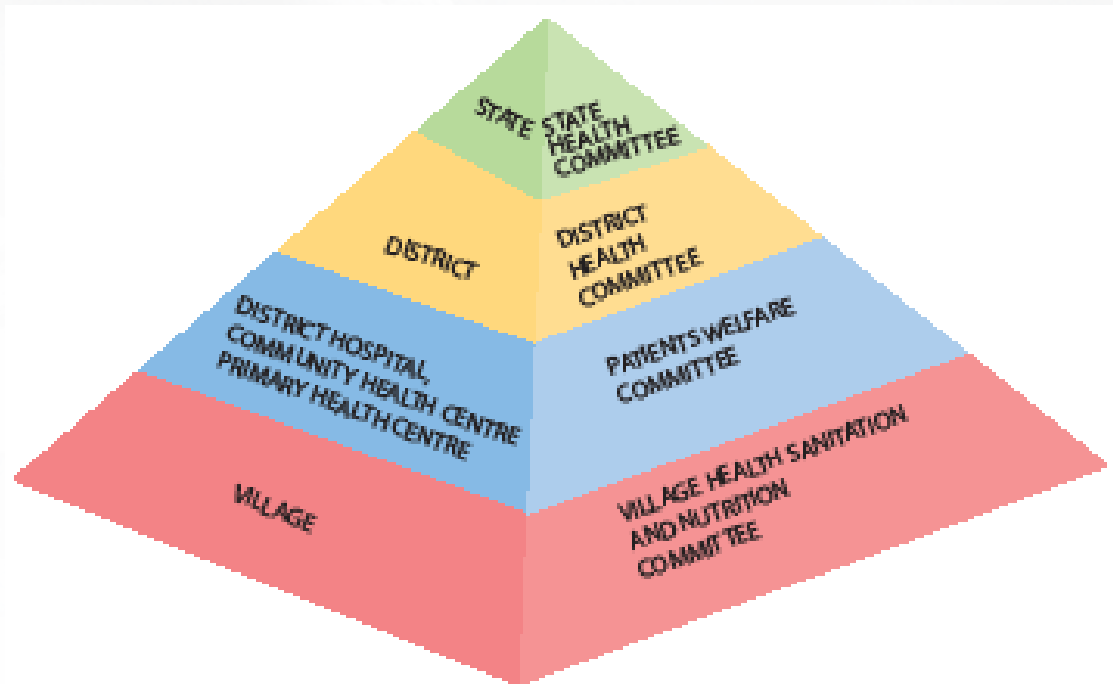 STATE
STATE
HEALTH
COMMITTEE
DISTRICT
DISTRICT
HEALTH
COMMITTEE
DISTRICT HOSPITAL,
COMMUNITY HEALTH CENTRE
PRIMARY HEALTH CENTRE
PATIENTS WELFARE
COMMITTEE
VILLAGE
VILLAGE HEALTH SANITATION
AND NUTRITION
COMMITTEE